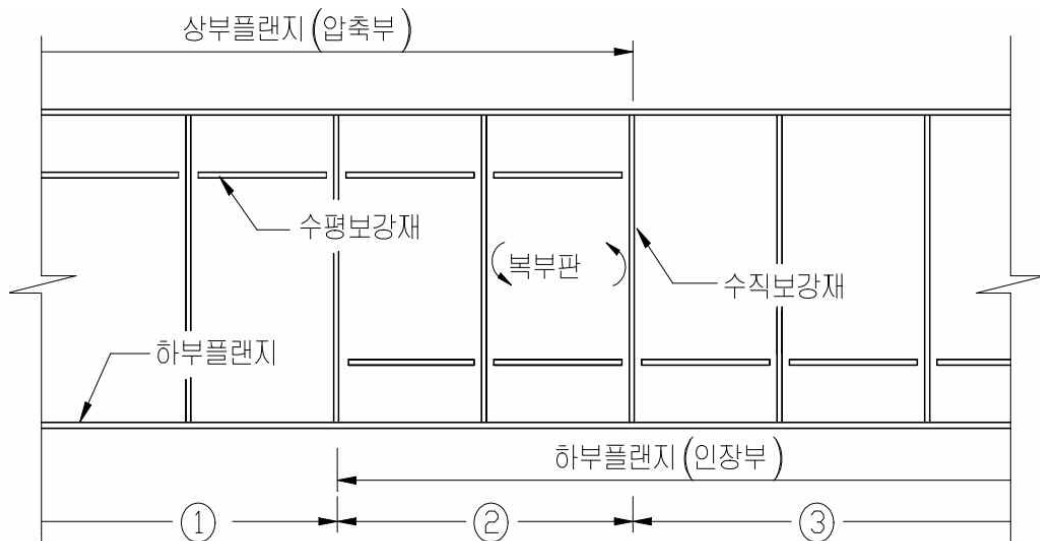 상부플랜지(압축부)
수평보강재
복부판
수직보강재
하부플랜지
하부플랜지(인장부)
① ② ③